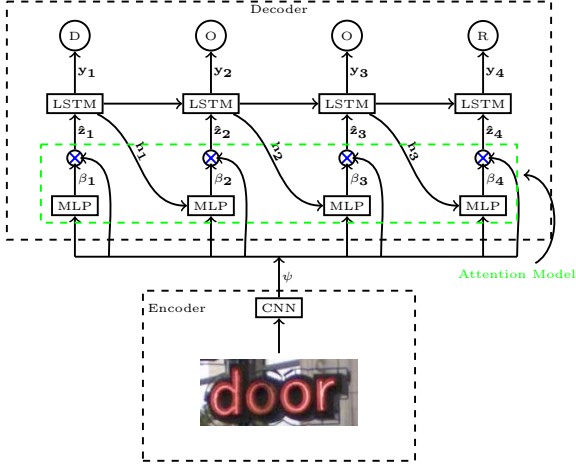 Decoder
D O O R
y1 y2 y3 y4
LSTM LSTM LSTM LSTM
ẑ1 ẑ2 ẑ3 ẑ4
h1 h2 h3
β1 β2 β3 β4
MLP MLP MLP MLP
Attention Model
ψ
Encoder CNN
door